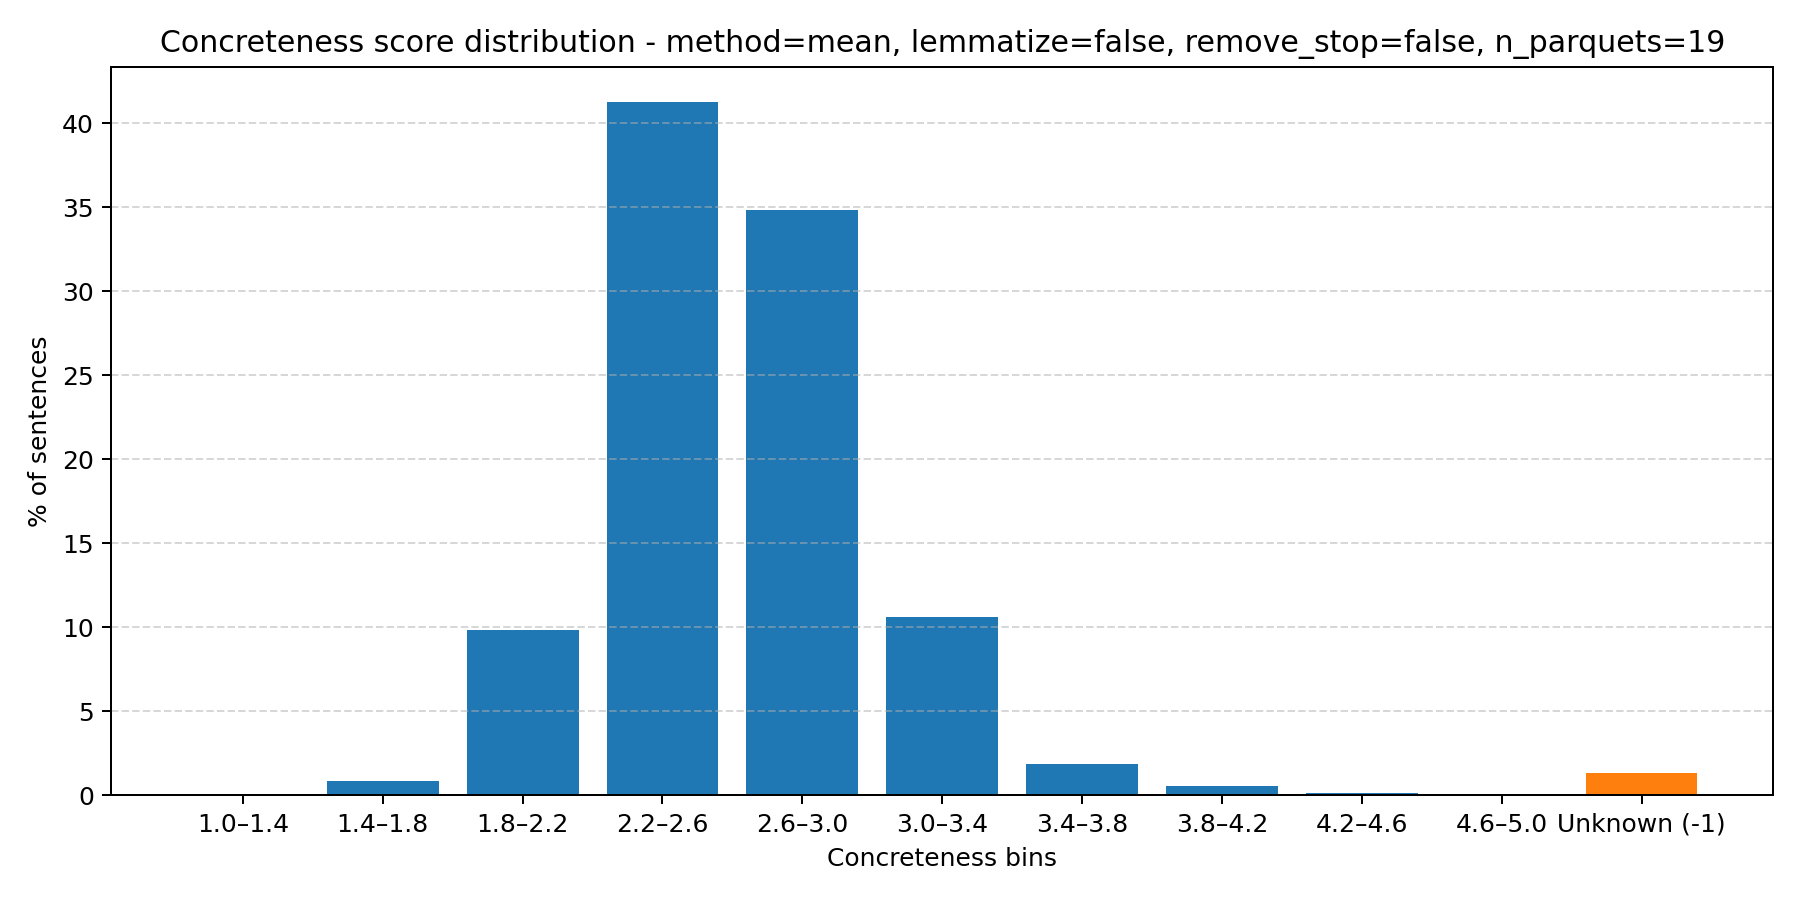 Concreteness score distribution - method=mean, lemmatize=false, remove_stop=false, n_parquets=19
% of sentences
40
35
30
25
20
15
10
5
0
1.0–1.4 1.4–1.8 1.8–2.2 2.2–2.6 2.6–3.0 3.0–3.4 3.4–3.8 3.8–4.2 4.2–4.6 4.6–5.0 Unknown (-1)
Concreteness bins